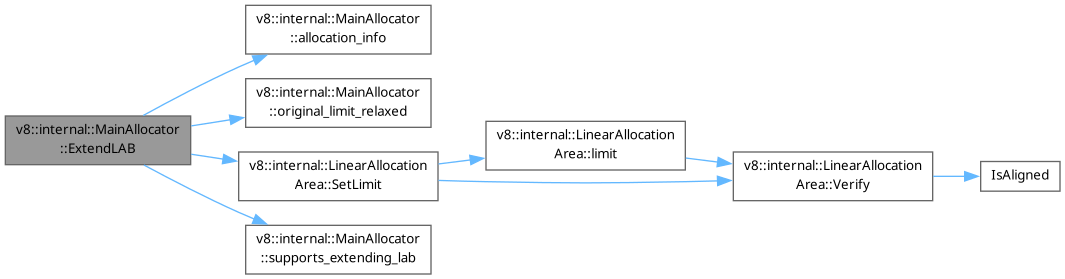 v8::internal::MainAllocator
::ExtendLAB
v8::internal::MainAllocator
::allocation_info
v8::internal::MainAllocator
::original_limit_relaxed
v8::internal::LinearAllocation
Area::SetLimit
v8::internal::MainAllocator
::supports_extending_lab
v8::internal::LinearAllocation
Area::limit
v8::internal::LinearAllocation
Area::Verify
IsAligned